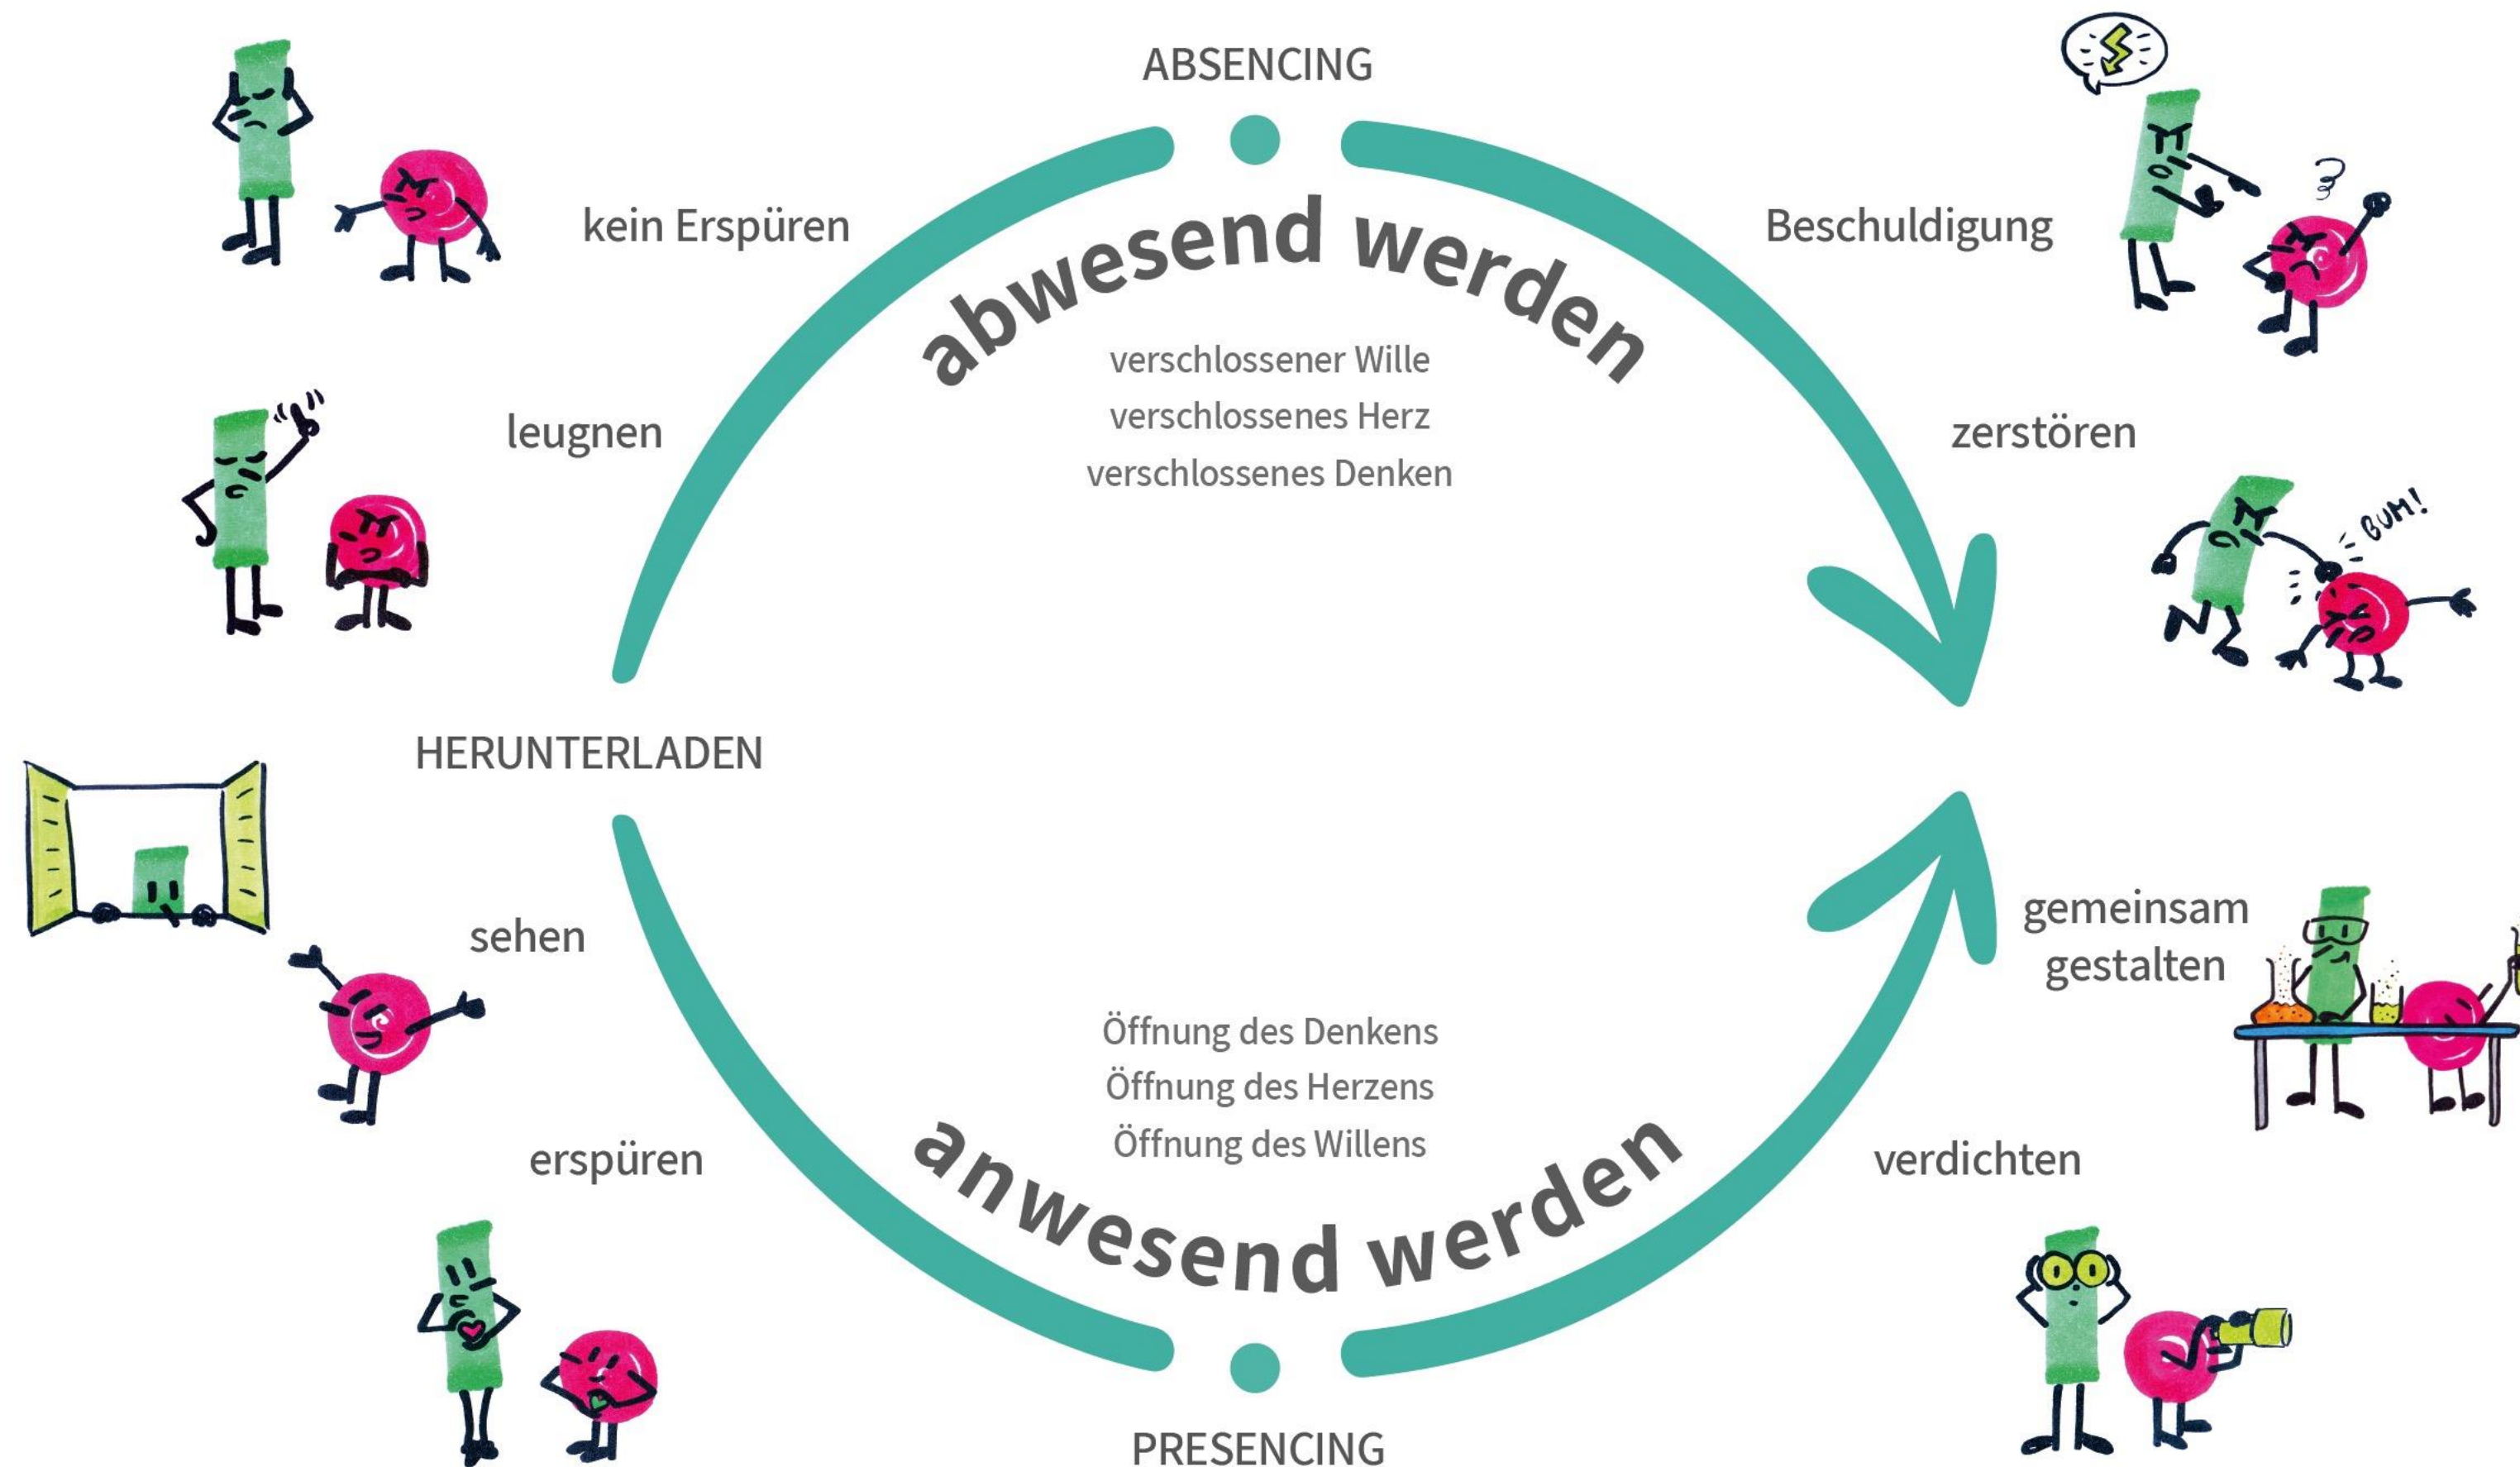 ABSENCING
abwesend werden
verschlossener Wille
verschlossenes Herz
verschlossenes Denken
kein Erspüren
Beschuldigung
leugnen
zerstören
BUM!
HERUNTERLADEN
sehen
gemeinsam
gestalten
erspüren
verdichten
Öffnung des Denkens
Öffnung des Herzens
Öffnung des Willens
anwesend werden
PRESENCING